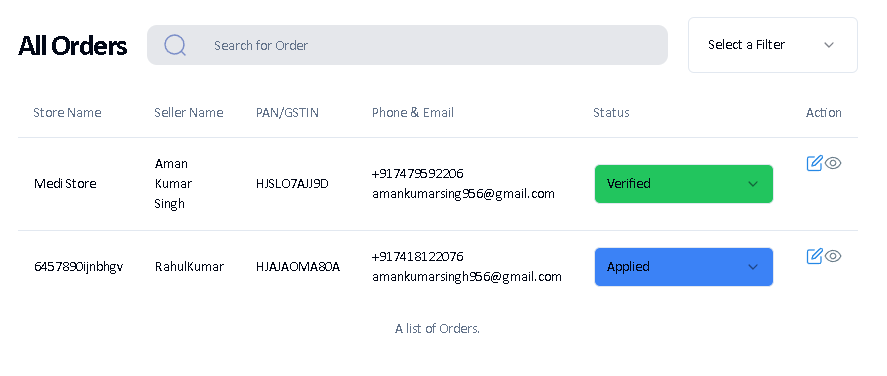 All Orders
Search for Order
Select a Filter
Store Name Seller Name PAN/GSTIN Phone & Email Status Action
Medi Store
Aman
Kumar
Singh
HJSLO7AJJ9D
+917479592206
amankumarsing956@gmail.com
Verified
6457890ijnbhgv
RahulKumar
HJAJAOMA80A
+917418122076
amankumarsingh956@gmail.com
Applied
A list of Orders.